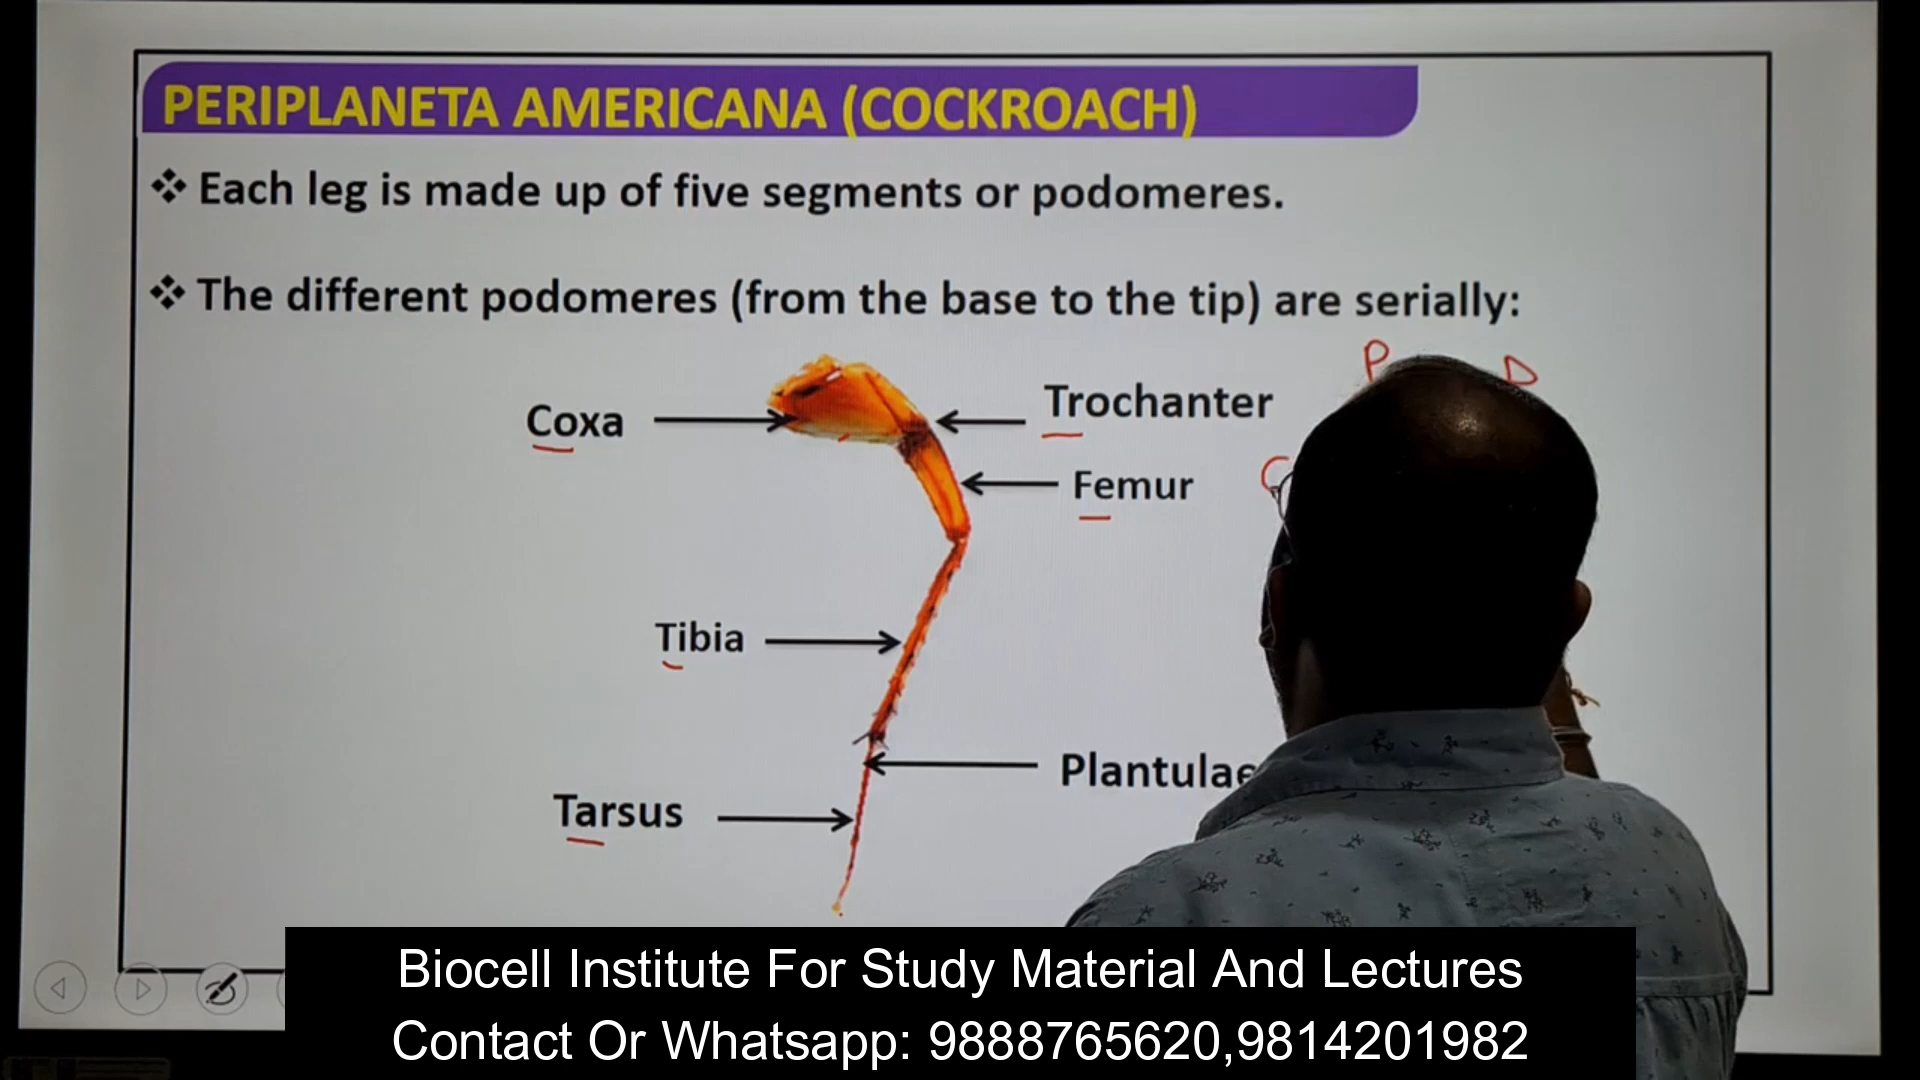 PERIPLANETA AMERICANA (COCKROACH)
❖ Each leg is made up of five segments or podomeres.
❖ The different podomeres (from the base to the tip) are serially:
P D
Coxa
Trochanter
Femur
C
Tibia
Plantulae
Tarsus
Biocell Institute For Study Material And Lectures
Contact Or Whatsapp: 9888765620,9814201982